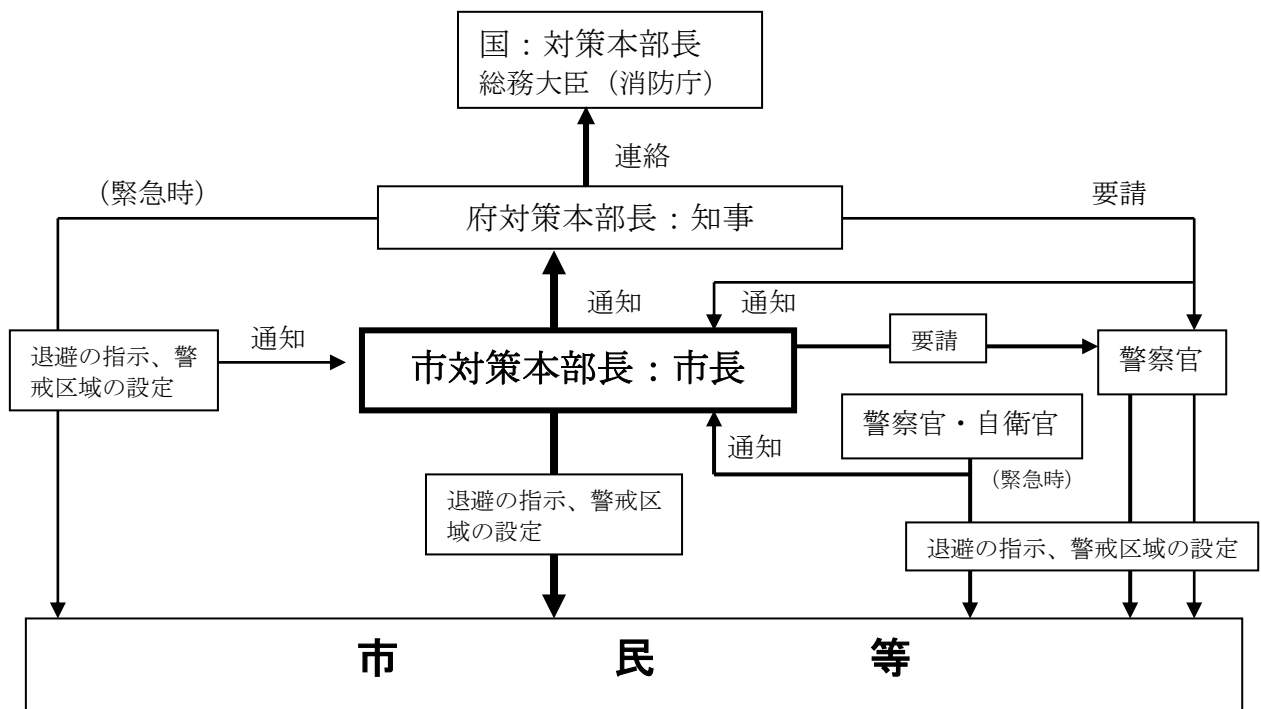 国：対策本部長
総務大臣（消防庁）
連絡
（緊急時）
府対策本部長：知事
要請
通知
通知
退避の指示、警
戒区域の設定
通知
市対策本部長：市長
要請
警察官
警察官・自衛官
通知
（緊急時）
退避の指示、警戒区
域の設定
退避の指示、警戒区域の設定
市民等